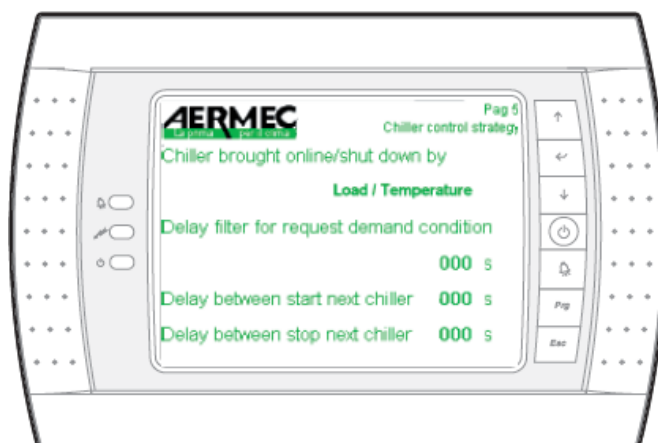 AERMEC
La prima per il clima
Pag 5
Chiller control strategy
Chiller brought online/shut down by
Load / Temperature
Delay filter for request demand condition
000 s
Delay between start next chiller 000 s
Delay between stop next chiller 000 s
Prg
Esc